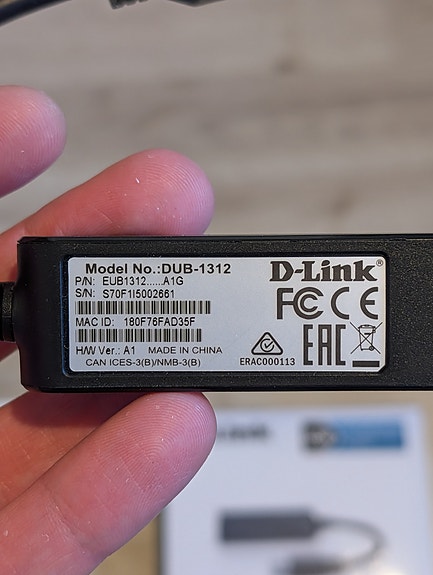 Model No.:DUB-1312
P/N: EUB1312......A1G
S/N: S70F1I5002661
MAC ID: 180F76FAD35F
H/W Ver.: A1 MADE IN CHINA
CAN ICES-3(B)/NMB-3(B)
D-Link®
FC CE
ERAC000113
EAC